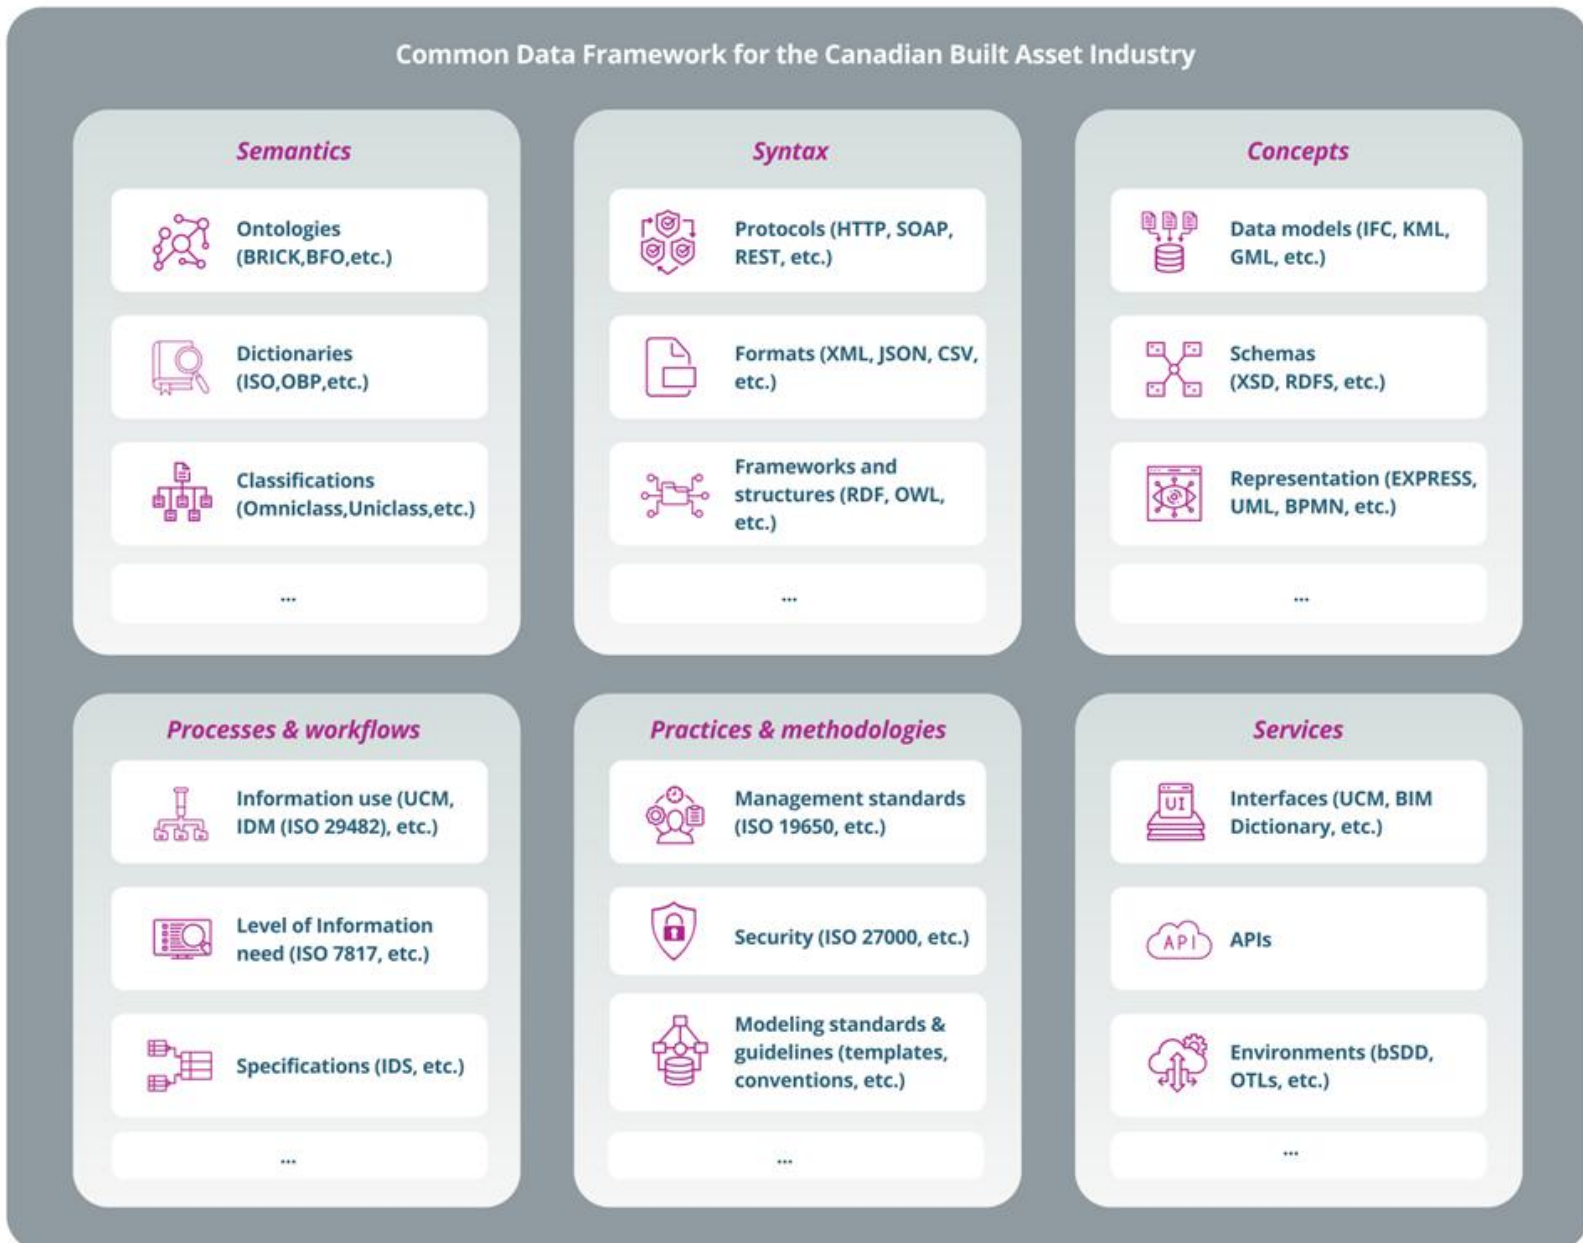 Common Data Framework for the Canadian Built Asset Industry
Semantics
Ontologies
(BRICK,BFO,etc.)
Dictionaries
(ISO,OBP,etc.)
Classifications
(Omniclass,Uniclass,etc.)
...
Syntax
Protocols (HTTP, SOAP,
REST, etc.)
Formats (XML, JSON, CSV,
etc.)
Frameworks and
structures (RDF, OWL,
etc.)
...
Concepts
Data models (IFC, KML,
GML, etc.)
Schemas
(XSD, RDFS, etc.)
Representation (EXPRESS,
UML, BPMN, etc.)
...
Processes & workflows
Information use (UCM,
IDM (ISO 29482), etc.)
Level of Information
need (ISO 7817, etc.)
Specifications (IDS, etc.)
...
Practices & methodologies
Management standards
(ISO 19650, etc.)
Security (ISO 27000, etc.)
Modeling standards &
guidelines (templates,
conventions, etc.)
...
Services
UI
Interfaces (UCM, BIM
Dictionary, etc.)
API
APIs
Environments (bSDD,
OTLs, etc.)
...